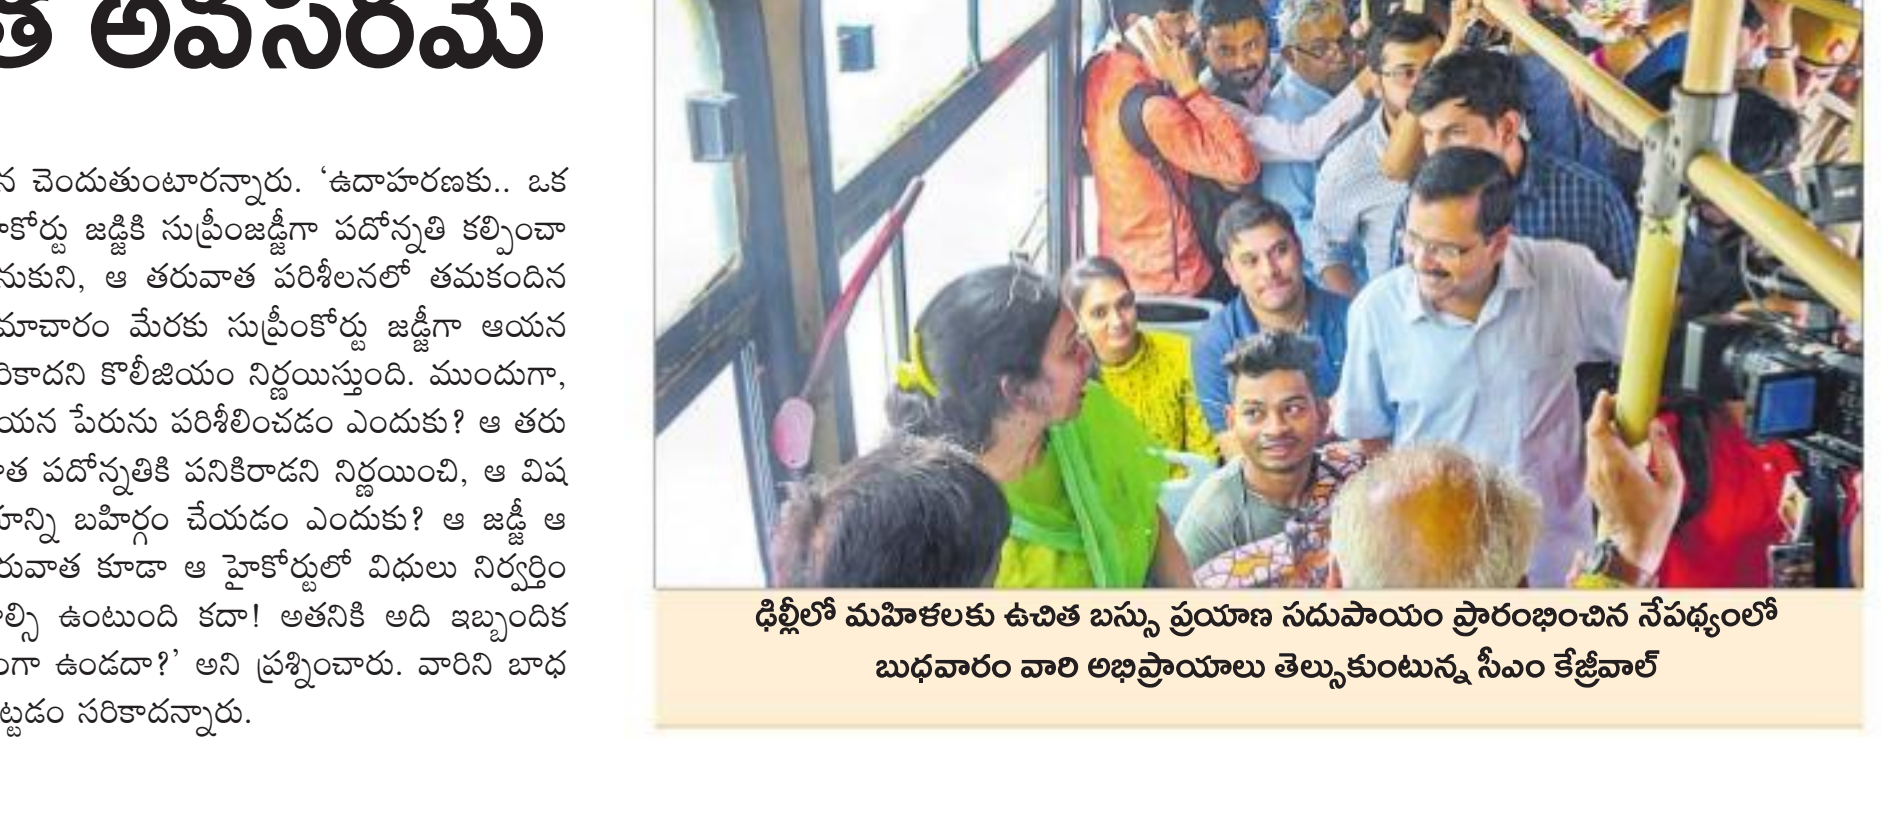 త అవసరమే
న చెందుతుంటారన్నారు. ‘ఉదాహరణకు.. ఒక
కోర్టు జడ్జికి సుప్రీంజడ్జీగా పదోన్నతి కల్పించా
నుకుని, ఆ తరువాత పరిశీలనలో తమకందిన
మాచారం మేరకు సుప్రీంకోర్టు జడ్జీగా ఆయన
రికాదని కొలీజియం నిర్ణయిస్తుంది. ముందుగా,
యన పేరును పరిశీలించడం ఎందుకు? ఆ తరు
త పదోన్నతికి పనికిరాడని నిర్ణయించి, ఆ విష
న్ని బహిర్గం చేయడం ఎందుకు? ఆ జడ్జీ ఆ
రువాత కూడా ఆ హైకోర్టులో విధులు నిర్వర్తిం
ల్సి ఉంటుంది కదా! అతనికి అది ఇబ్బందిక
ంగా ఉండదా?’ అని ప్రశ్నించారు. వారిని బాధ
ట్టడం సరికాదన్నారు.
ఢిల్లీలో మహిళలకు ఉచిత బస్సు ప్రయాణ సదుపాయం ప్రారంభించిన నేపథ్యంలో
బుధవారం వారి అభిప్రాయాలు తెల్సుకుంటున్న సీఎం కేజ్రీవాల్